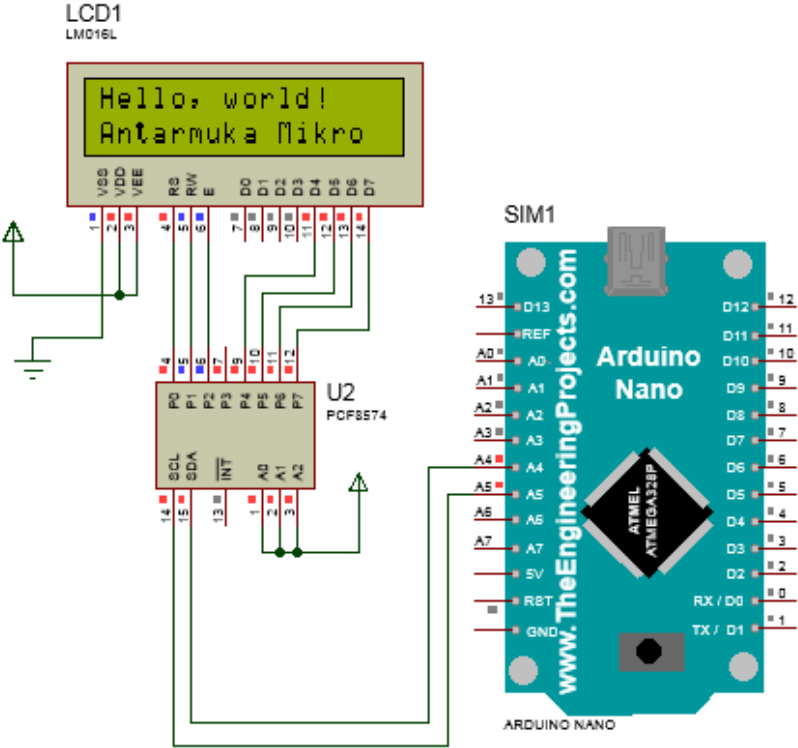 LCD1
LM016L
Hello, world!
Antarmuka Mikro
VSS VDD VEE RS RW E D0 D1 D2 D3 D4 D5 D6 D7
1 2 3 4 5 6 7 8 9 10 11 12 13 14
4 5 6 7 9 10 11 12
P0 P1 P2 P3 P4 P5 P6 P7
U2
PCF8574
SCL SDA INT A0 A1 A2
14 15 13 1 2 3
SIM1
13 D13 D12 12
REF D11 11
A0 A0 D10 10
A1 A1 D9 9
A2 A2 D8 8
A3 A3 D7 7
A4 A4 D6 6
A5 A5 D5 5
A6 A6 D4 4
A7 A7 D3 3
5V D2 2
RST RX / D0 0
GND TX / D1 1
www.TheEngineeringProjects.com
Arduino
Nano
ATMEL
ATMEGA328P
ARDUINO NANO